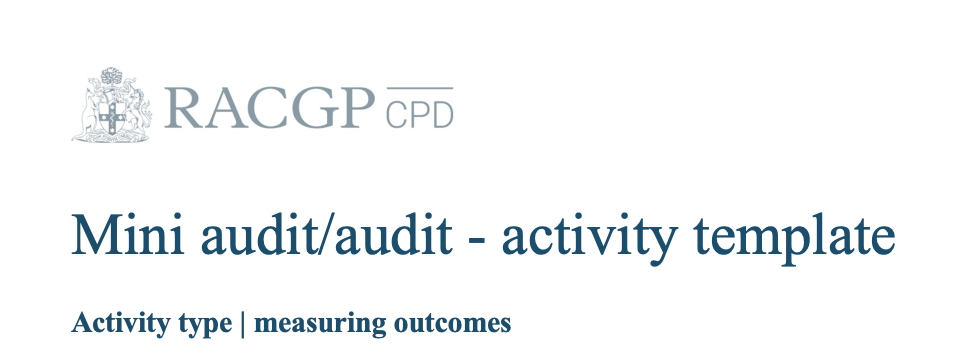 RACGP CPD
Mini audit/audit - activity template
Activity type | measuring outcomes